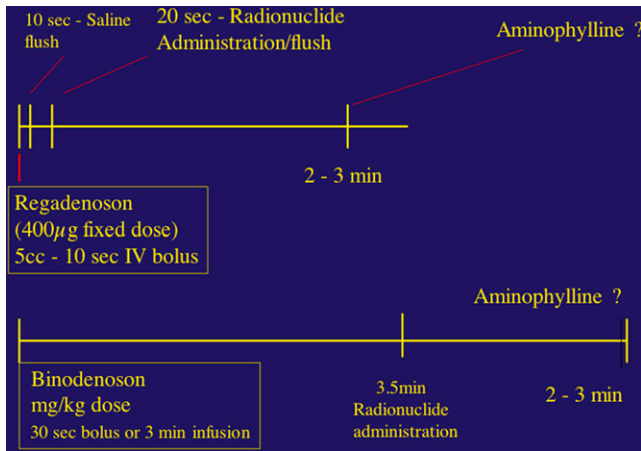 10 sec - Saline
flush
20 sec - Radionuclide
Administration/flush
Aminophylline ?
2 - 3 min
Regadenoson
(400µg fixed dose)
5cc - 10 sec IV bolus
Aminophylline ?
Binodenoson
mg/kg dose
30 sec bolus or 3 min infusion
3.5min
Radionuclide
administration
2 - 3 min